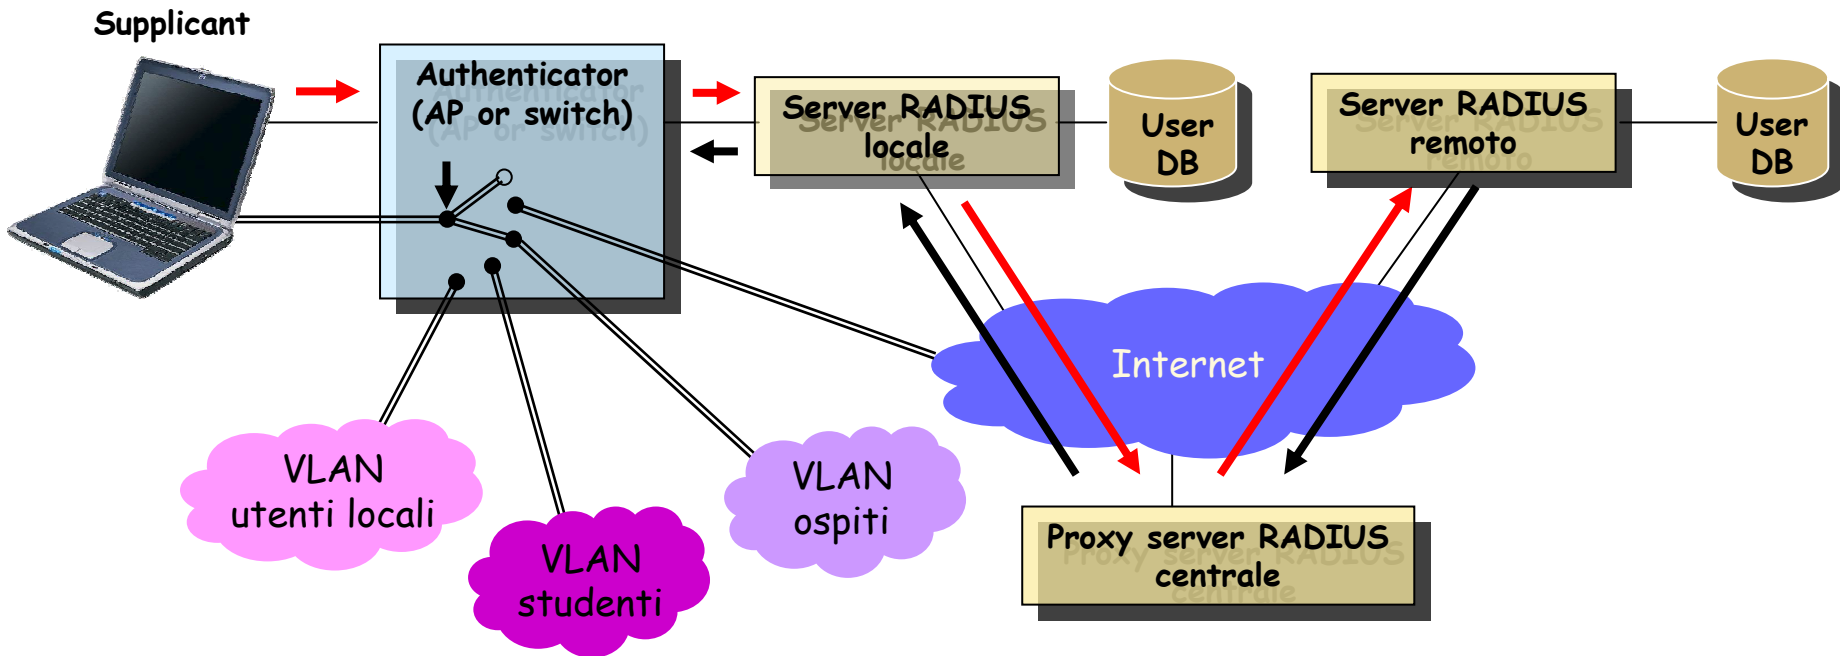 Supplicant
Authenticator
(AP or switch)
Server RADIUS
locale
User
DB
Server RADIUS
remoto
User
DB
Internet
VLAN
utenti locali
VLAN
studenti
VLAN
ospiti
Proxy server RADIUS
centrale